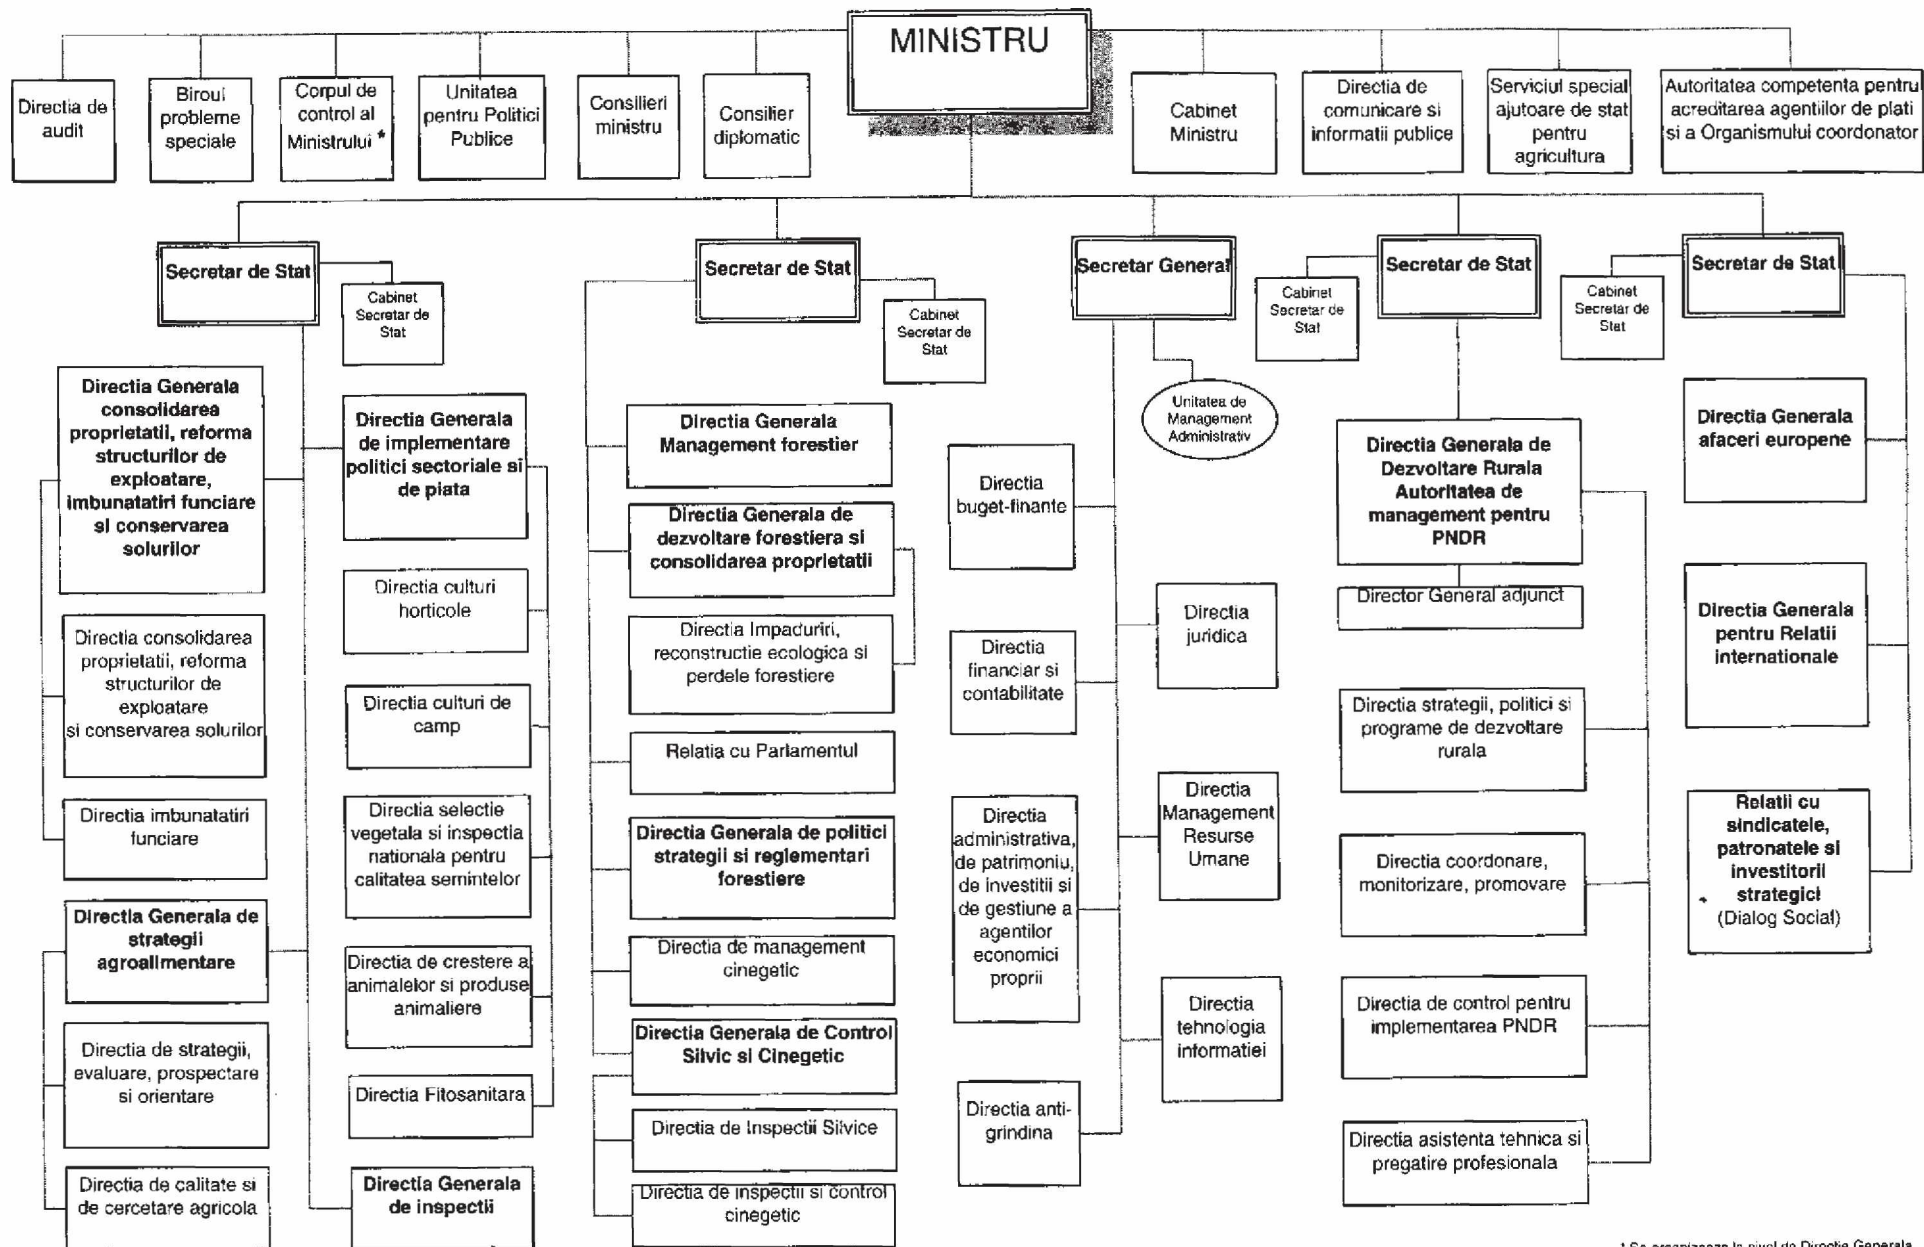 MINISTRU
Directia de
audit
Biroul
probleme
speciale
Corpul de
control al
Ministrului *
Unitatea
pentru Politici
Publice
Consilieri
ministru
Consilier
diplomatic
Cabinet
Ministru
Directia de
comunicare si
informatii publice
Serviciul special
ajutoare de stat
pentru
agricultura
Autoritatea competenta pentru
acreditarea agentiilor de plati
si a Organismului coordonator
Secretar de Stat
Cabinet
Secretar de
Stat
Secretar de Stat
Cabinet
Secretar de
Stat
Secretar General
Unitatea de
Management
Administrativ
Cabinet
Secretar de
Stat
Secretar de Stat
Cabinet
Secretar de
Stat
Secretar de Stat
Directia Generala
consolidarea
proprietatii, reforma
structurilor de
exploatare,
imbunatatiri funciare
si conservarea
solurilor
Directia consolidarea
proprietatii, reforma
structurilor de
exploatare
si conservarea solurilor
Directia imbunatatiri
funciare
Directia Generala de
strategii
agroalimentare
Directia de strategii,
evaluare, prospectare
si orientare
Directia de calitate si
de cercetare agricola
Directia Generala
de implementare
politici sectoriale si
de piata
Directia culturi
horticole
Directia culturi de
camp
Directia selectie
vegetala si inspectia
nationala pentru
calitatea semintelor
Directia de crestere a
animalelor si produse
animaliere
Directia Fitosanitara
Directia Generala
de inspectii
Directia Generala
Management forestier
Directia Generala de
dezvoltare forestiera si
consolidarea proprietatii
Directia Impaduriri,
reconstructie ecologica si
perdele forestiere
Relatia cu Parlamentul
Directia Generala de politici
strategii si reglementari
forestiere
Directia de management
cinegetic
Directia Generala de Control
Silvic si Cinegetic
Directia de Inspectii Silvice
Directia de inspectii si control
cinegetic
Directia
buget-finante
Directia
financiar si
contabilitate
Directia
administrativa,
de patrimoniu,
de investitii si
de gestiune a
agentilor
economici
proprii
Directia anti-
grindina
Directia
juridica
Directia
Management
Resurse
Umane
Directia
tehnologia
informatiei
Directia Generala de
Dezvoltare Rurala
Autoritatea de
management pentru
PNDR
Director General adjunct
Directia strategii, politici si
programe de dezvoltare
rurala
Directia coordonare,
monitorizare, promovare
Directia de control pentru
implementarea PNDR
Directia asistenta tehnica si
pregatire profesionala
Directia Generala
afaceri europene
Directia Generala
pentru Relatii
internationale
Relatii cu
sindicatele,
patronatele si
investitorii
strategici
(Dialog Social)
* Se organizeaza la nivel de Directie Generala